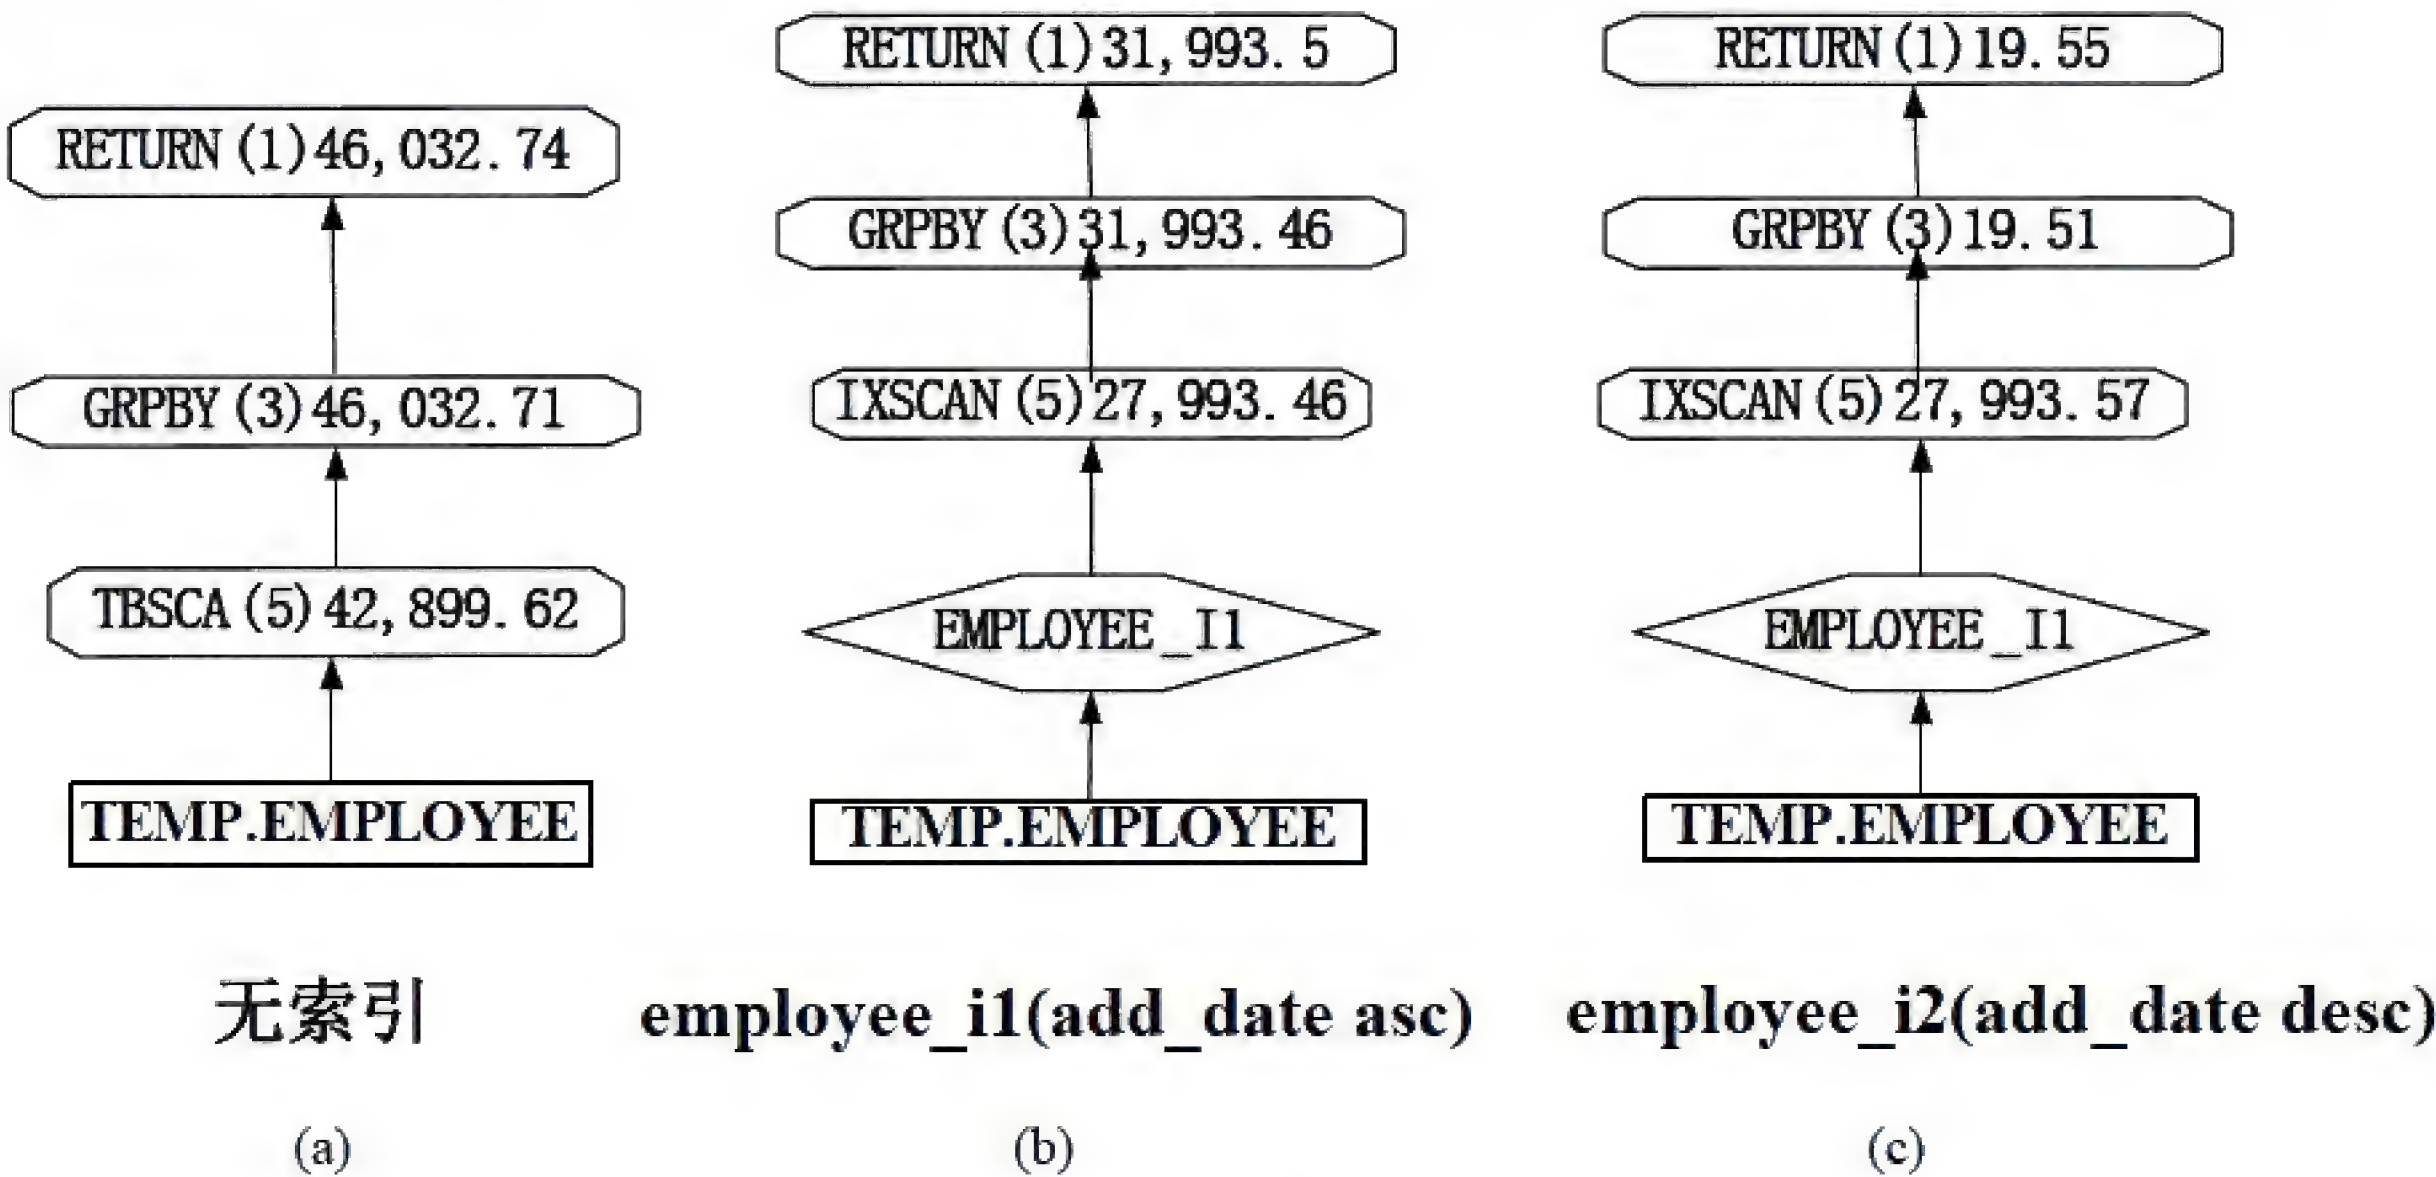 RETURN(1)46,032.74
GRPBY(3)46,032.71
TBSCA(5)42,899.62
TEMP.EMPLOYEE
无索引
(a)
RETURN(1)31,993.5
GRPBY(3)31,993.46
IXSCAN(5)27,993.46
EMPLOYEE_I1
TEMP.EMPLOYEE
employee_i1(add_date asc)
(b)
RETURN(1)19.55
GRPBY(3)19.51
IXSCAN(5)27,993.57
EMPLOYEE_I1
TEMP.EMPLOYEE
employee_i2(add_date desc)
(c)